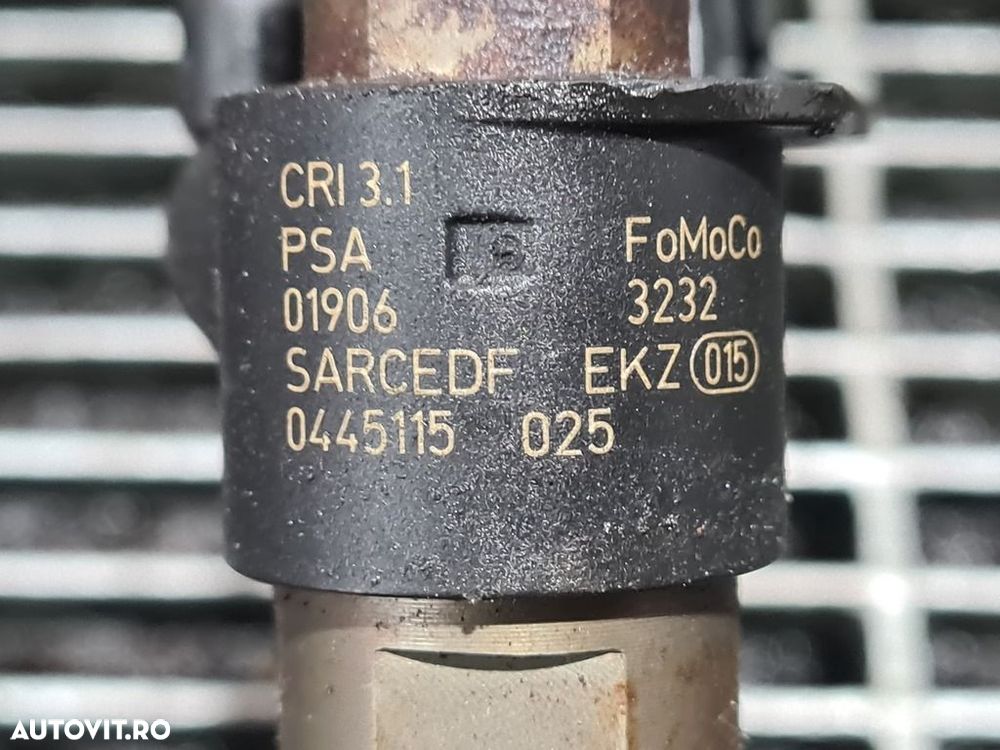 CRI 3.1
PSA FoMoCo
01906 3232
SARCEDF EKZ 015
0445115 025
AUTOVIT.RO